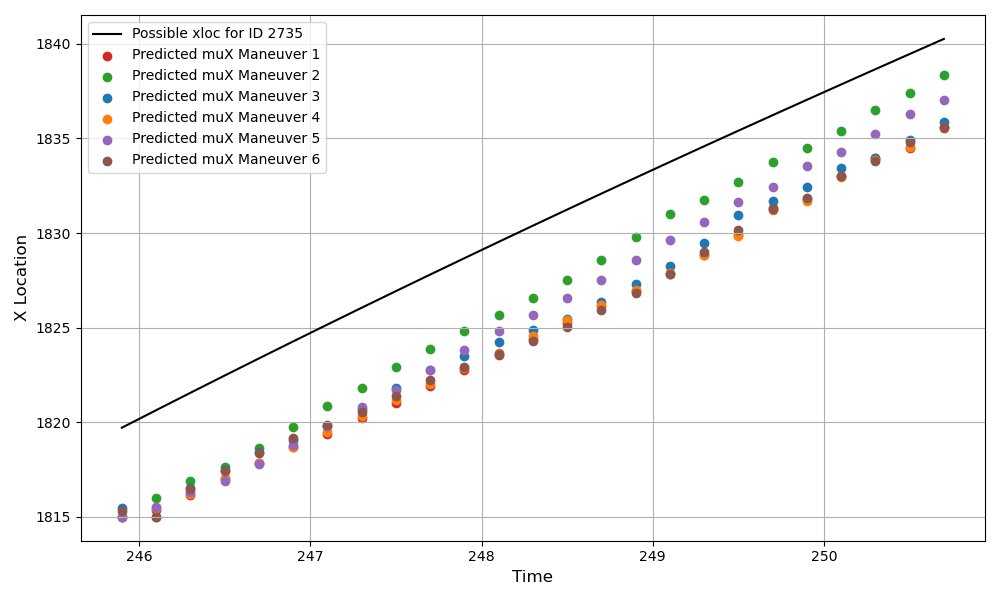 Possible xloc for ID 2735
Predicted muX Maneuver 1
Predicted muX Maneuver 2
Predicted muX Maneuver 3
Predicted muX Maneuver 4
Predicted muX Maneuver 5
Predicted muX Maneuver 6
1840
1835
1830
1825
1820
1815
X Location
246 247 248 249 250
Time